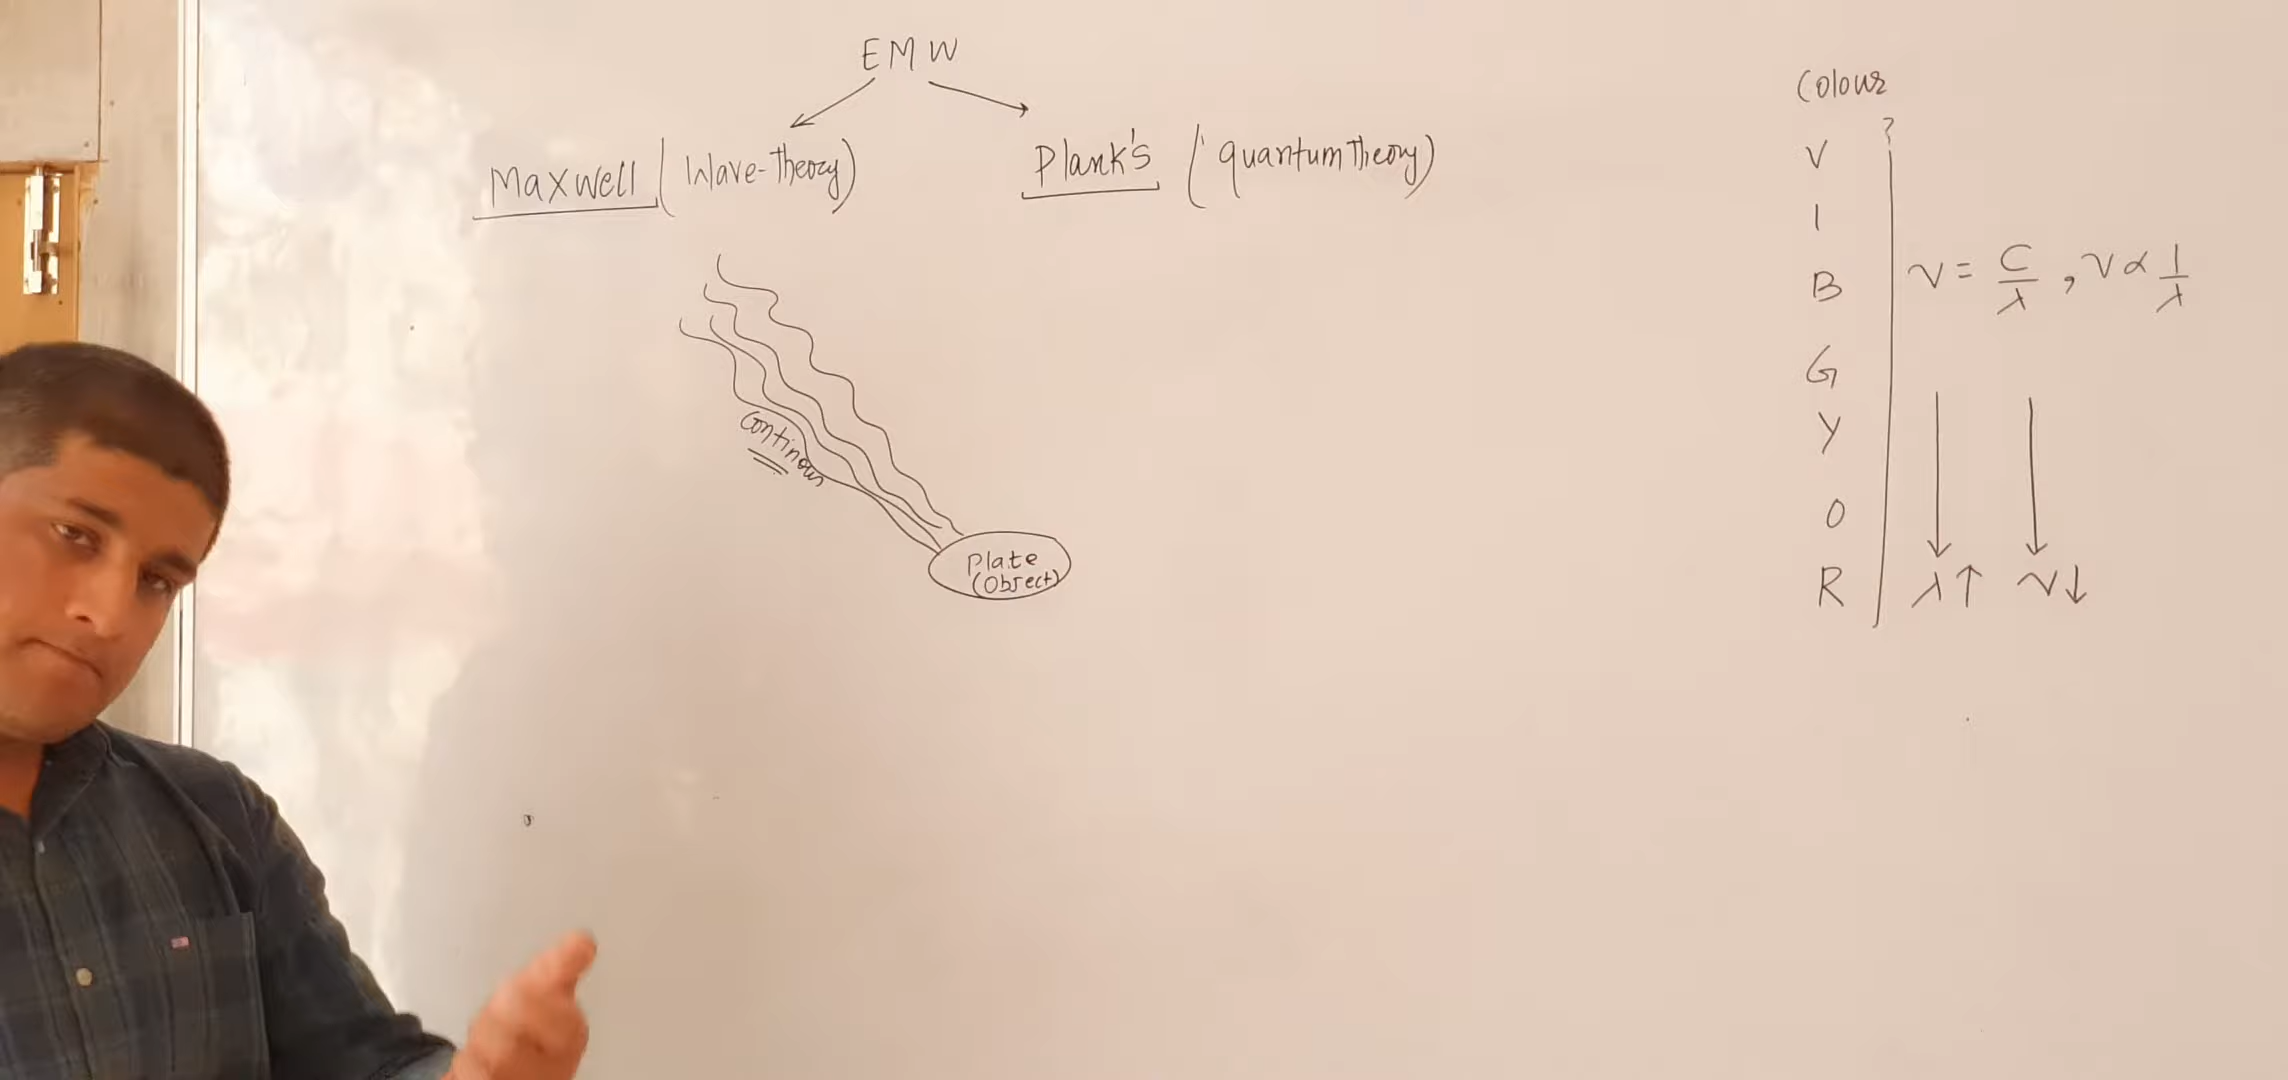 EMW
Maxwell (Wave-Theory)
Plank's (quantum Theory)
continous
Plate
(Object)
Colour
V
I
B
G
Y
O
R
ν = C/λ , ν ∝ 1/λ
λ↑ ν↓